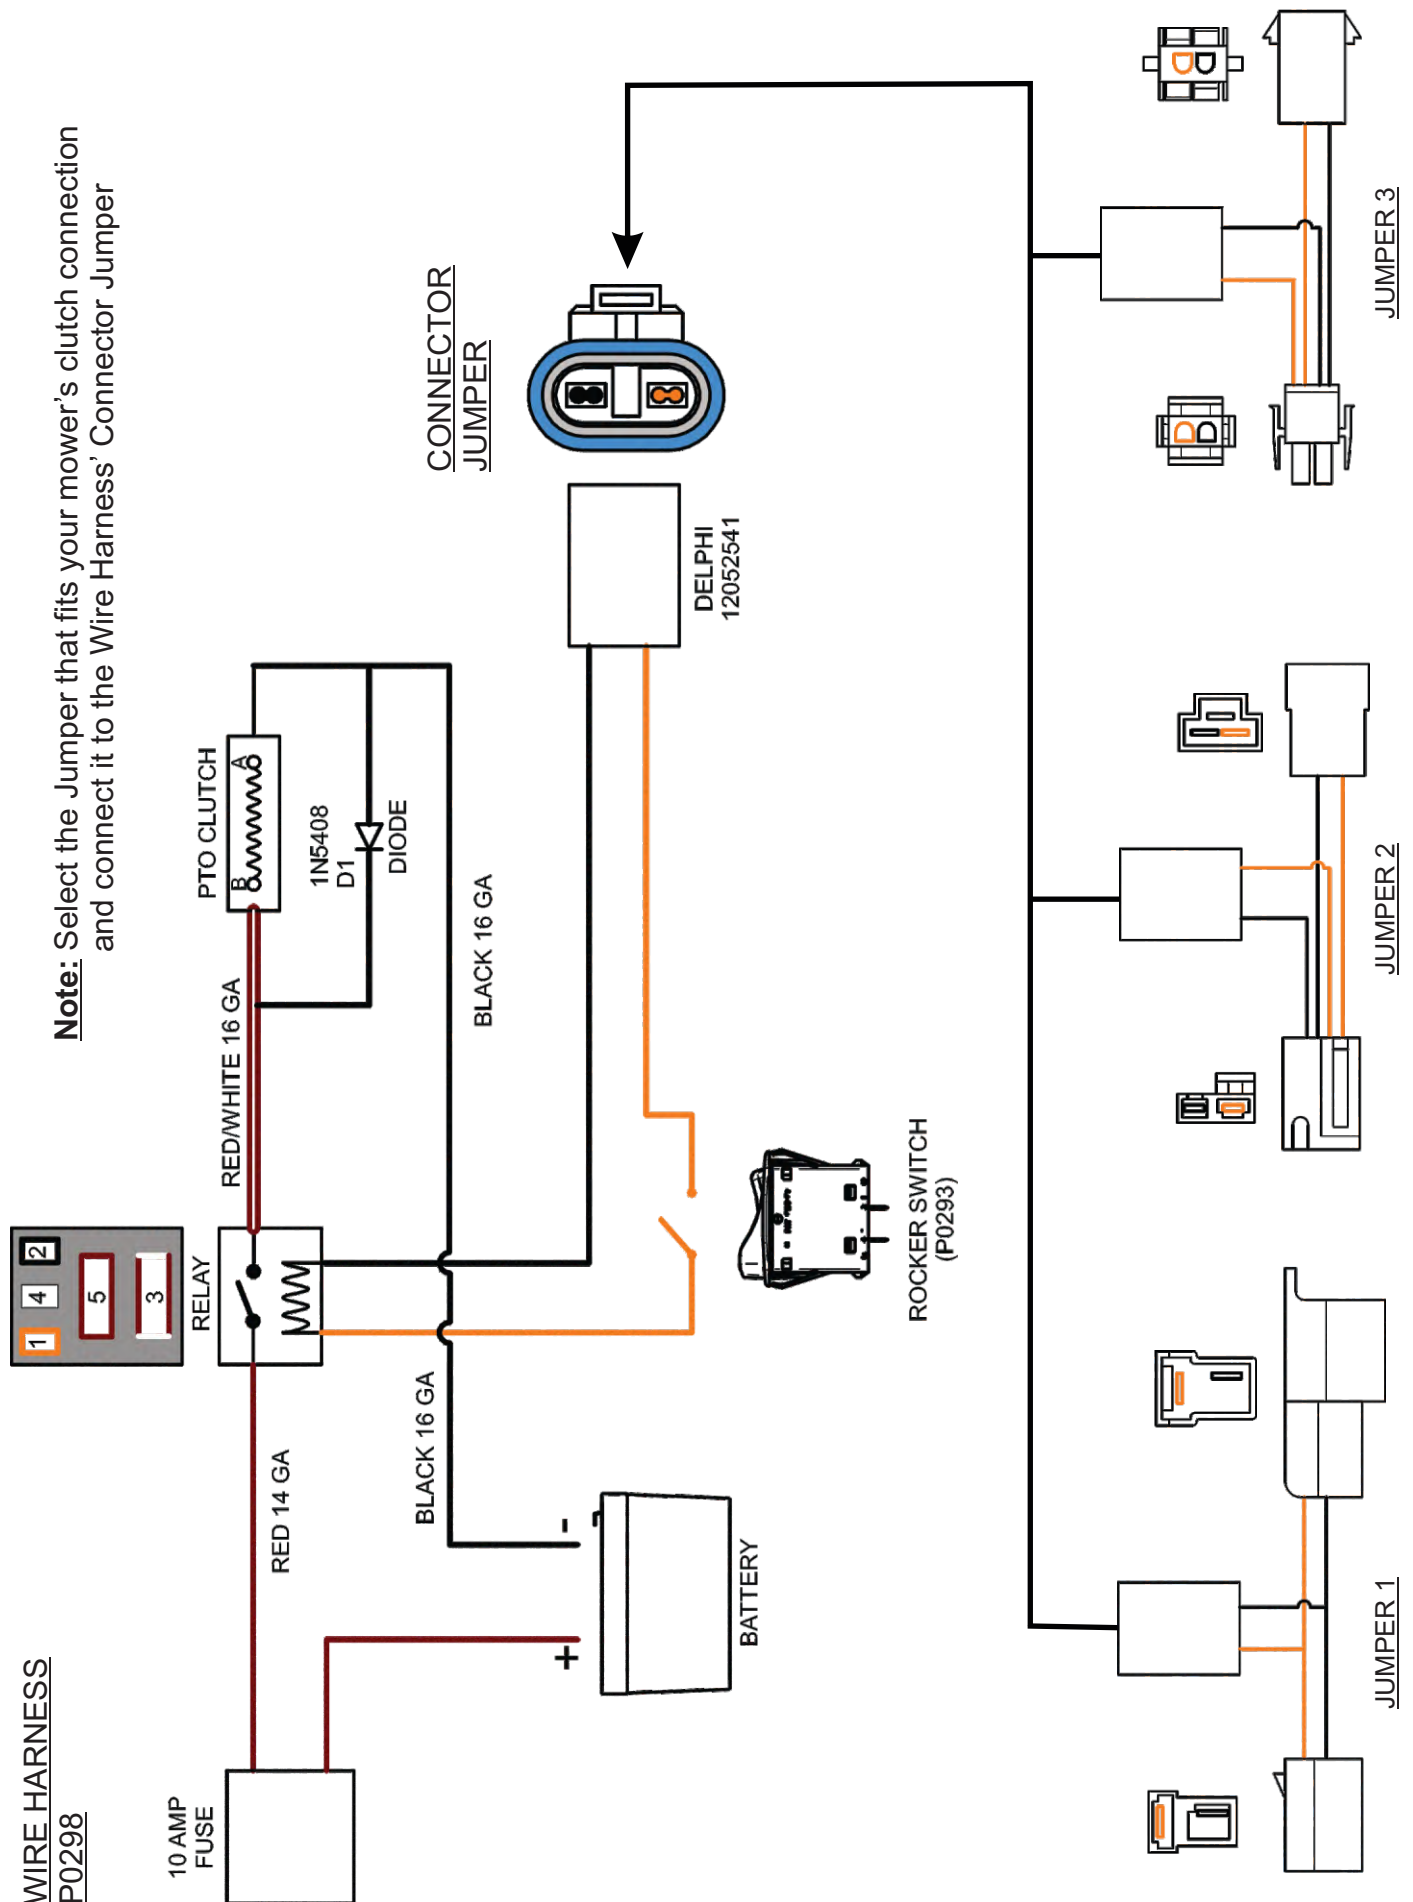 WIRE HARNESS
P0298
Note: Select the Jumper that fits your mower's clutch connection
and connect it to the Wire Harness' Connector Jumper
10 AMP
FUSE
RED 14 GA
1
4
2
5
3
RELAY
RED/WHITE 16 GA
PTO CLUTCH
B
A
1N5408
D1
DIODE
BLACK 16 GA
BLACK 16 GA
+
-
BATTERY
ROCKER SWITCH
(P0293)
CONNECTOR
JUMPER
DELPHI
12052541
JUMPER 1
JUMPER 2
JUMPER 3